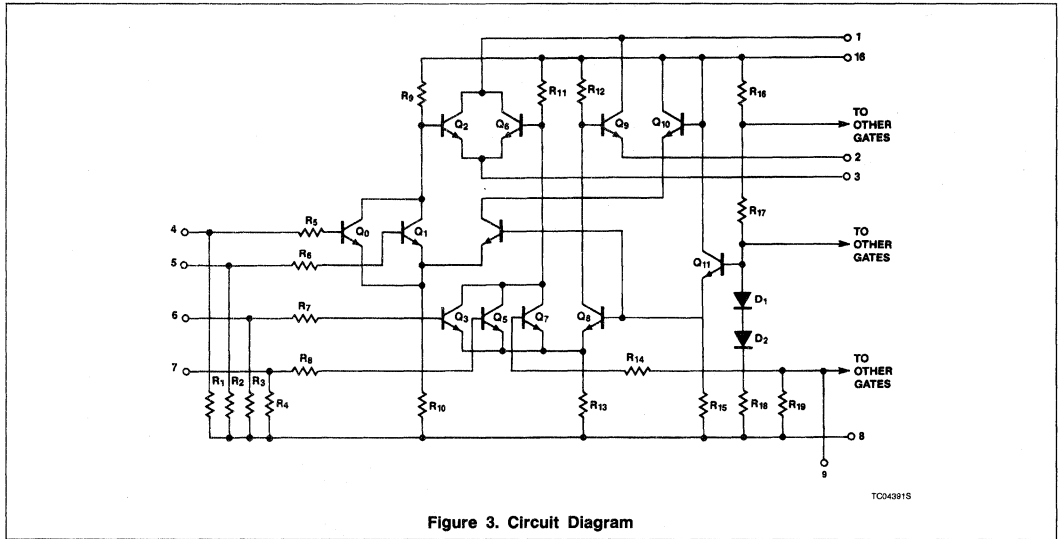 1
16
R9
R11
R12
R16
Q2
Q6
Q9
Q10
TO
OTHER
GATES
2
3
R17
4
R5
Q0
Q1
TO
OTHER
GATES
5
R6
Q11
D1
6
R7
Q3
Q5
Q7
Q8
D2
7
R8
R14
TO
OTHER
GATES
R1
R2
R3
R4
R10
R13
R15
R18
R19
8
9
TC04391S
Figure 3. Circuit Diagram